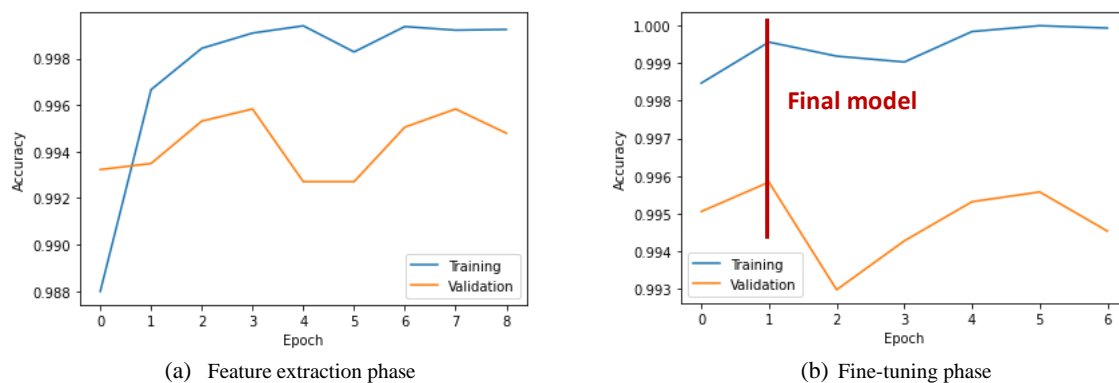 0.998
0.996
0.994
0.992
0.990
0.988
Accuracy
Training
Validation
0 1 2 3 4 5 6 7 8
Epoch
(a) Feature extraction phase
1.000
0.999
0.998
0.997
0.996
0.995
0.994
0.993
Accuracy
Final model
Training
Validation
0 1 2 3 4 5 6
Epoch
(b) Fine-tuning phase